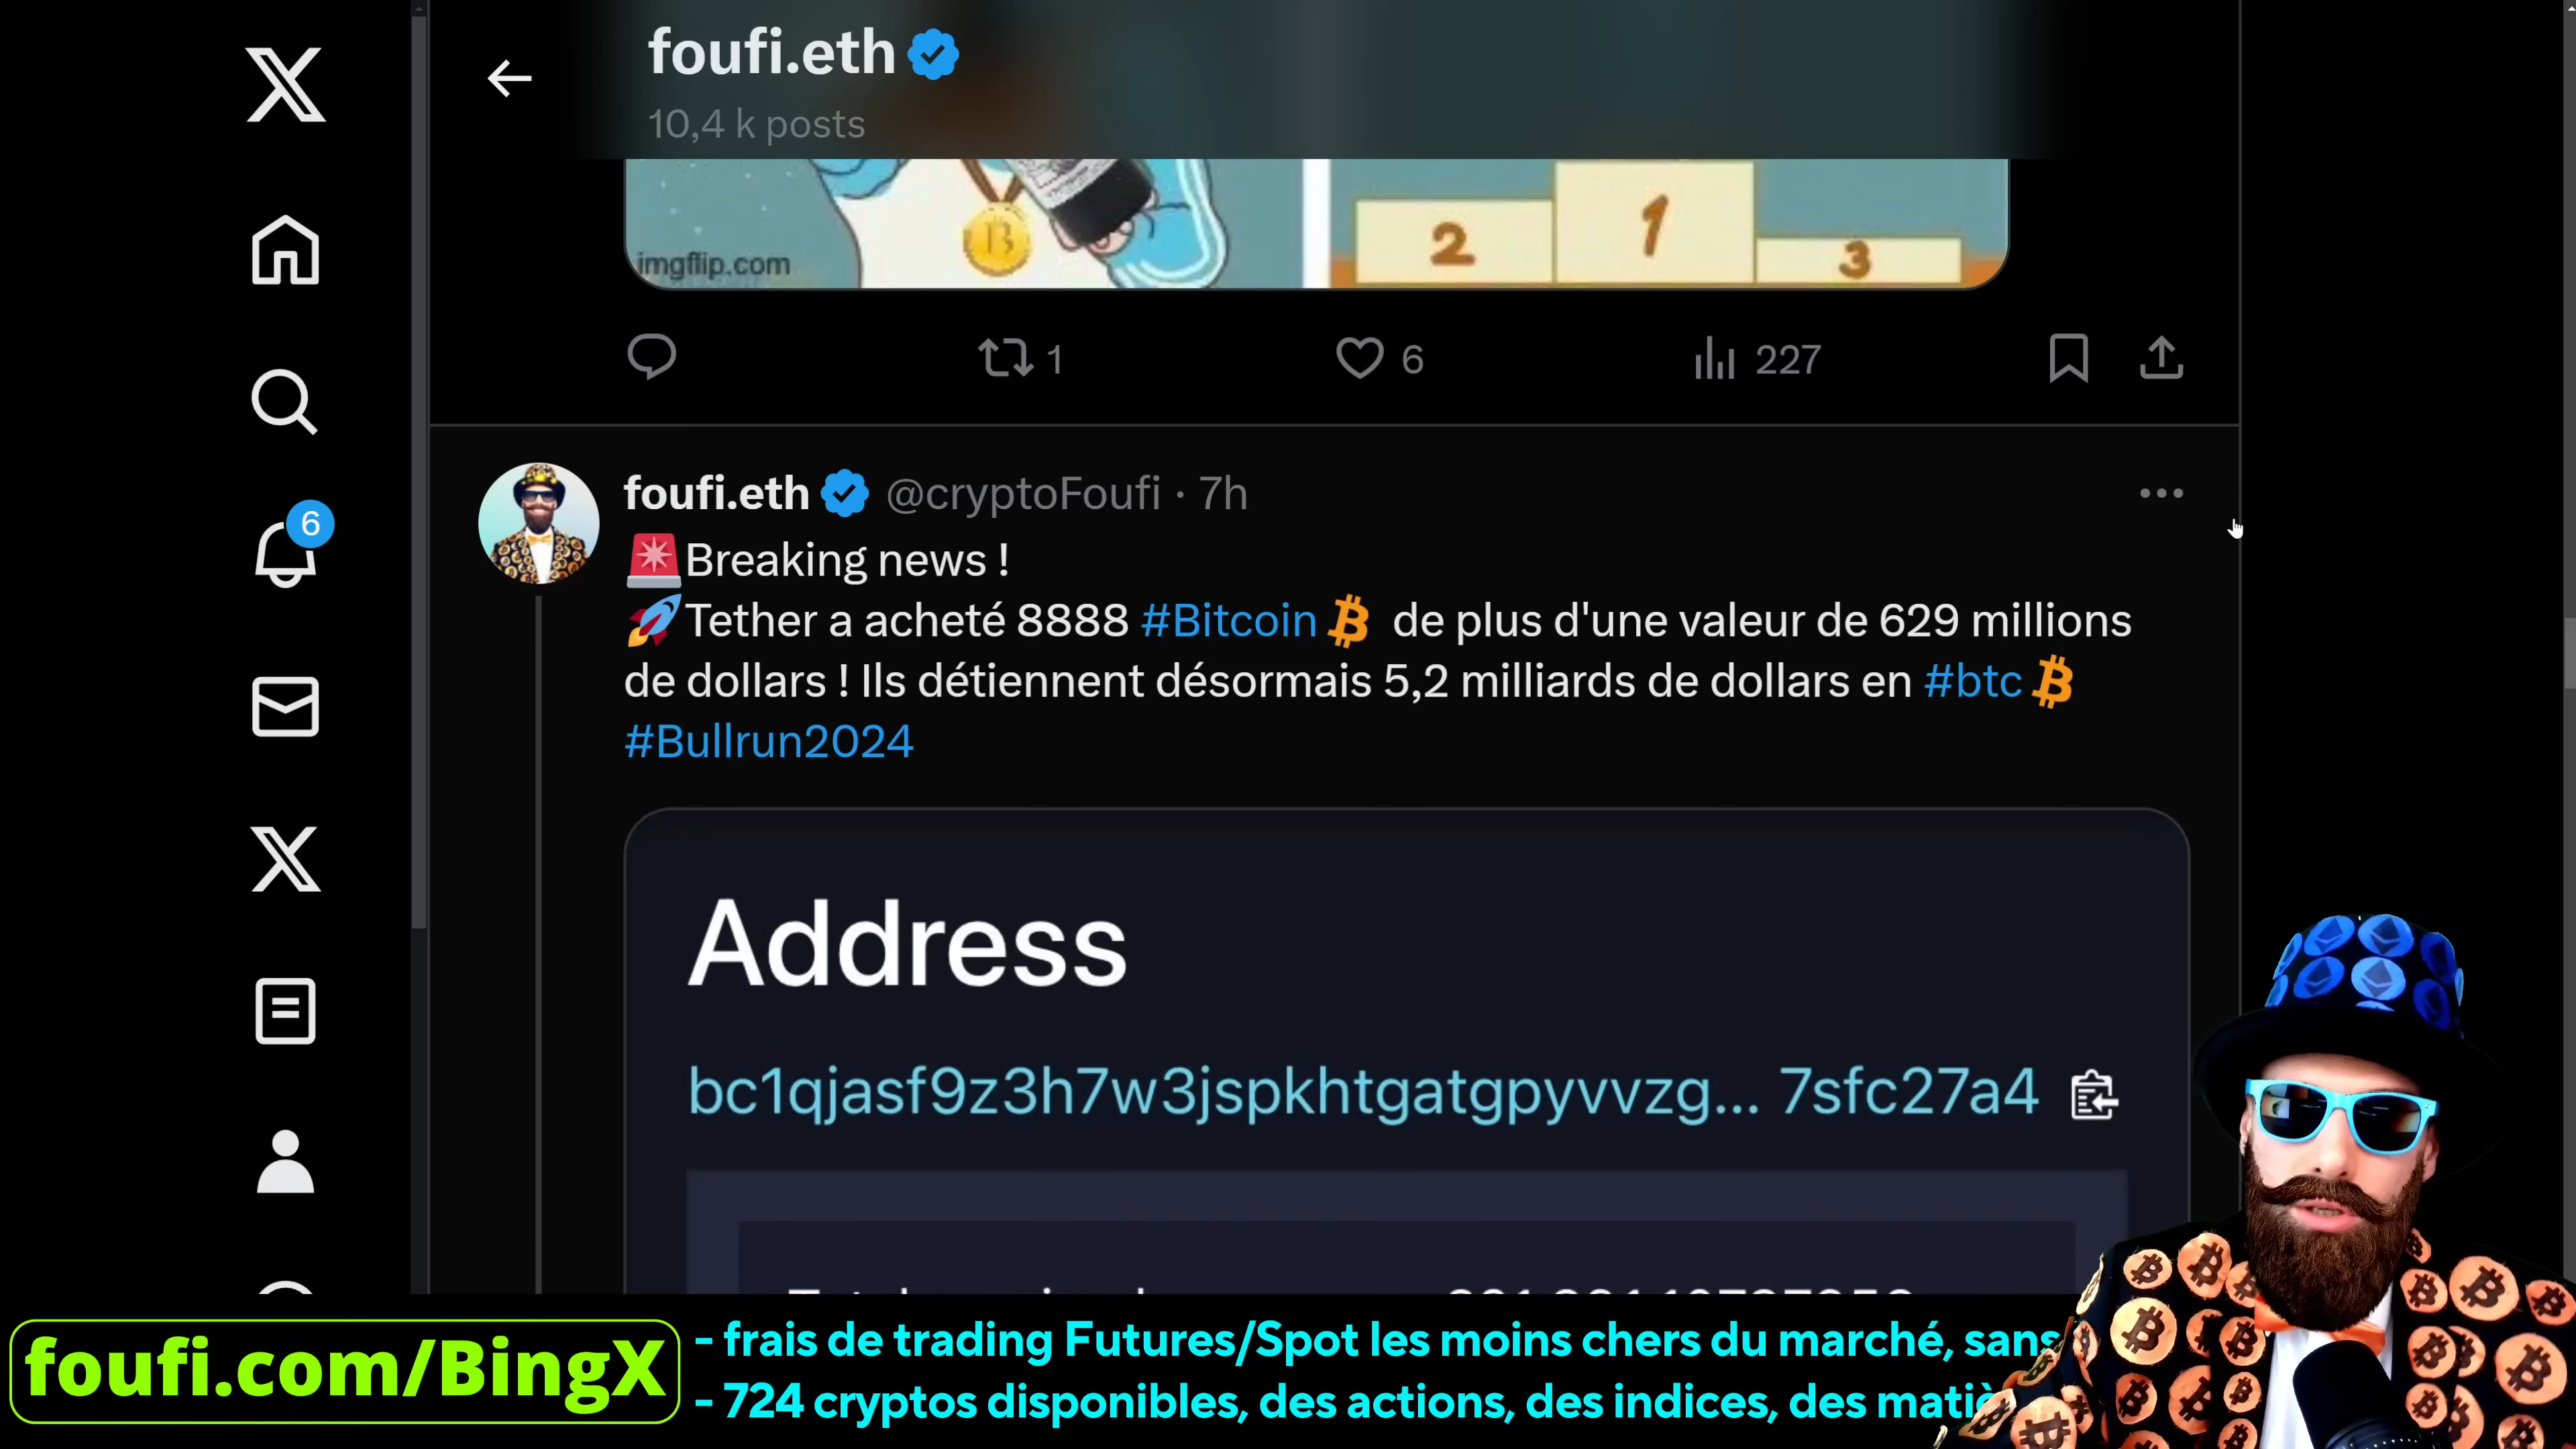 foufi.eth
10,4 k posts
imgflip.com
2
1
3
1
6
227
6
foufi.eth @cryptoFoufi · 7h
🚨Breaking news !
🚀Tether a acheté 8888 #Bitcoin de plus d'une valeur de 629 millions
de dollars ! Ils détiennent désormais 5,2 milliards de dollars en #btc
#Bullrun2024
Address
bc1qjasf9z3h7w3jspkhtgatgpyvvzg... 7sfc27a4
foufi.com/BingX
- frais de trading Futures/Spot les moins chers du marché, sans
- 724 cryptos disponibles, des actions, des indices, des matiè